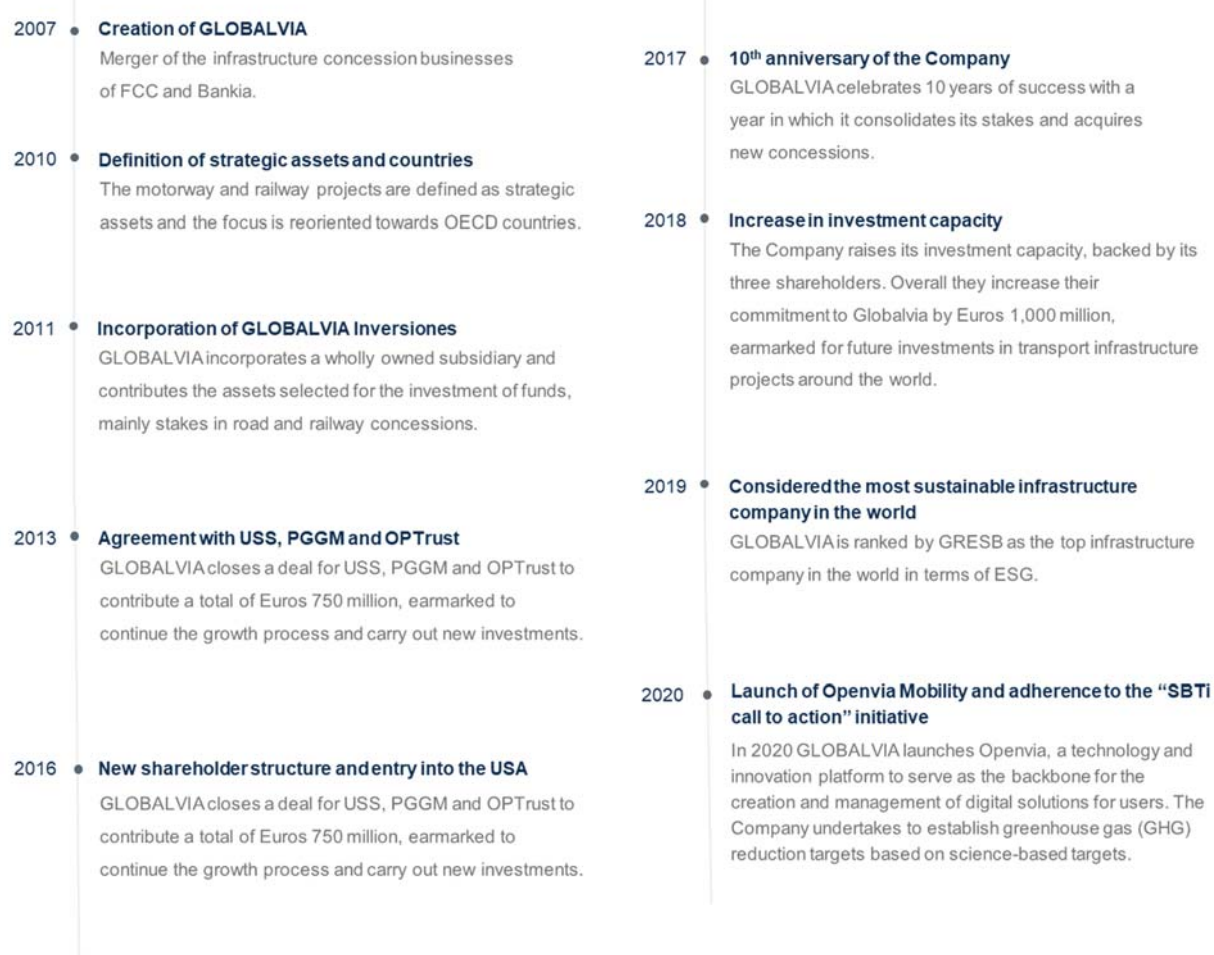 2007
Creation of GLOBALVIA
Merger of the infrastructure concession businesses
of FCC and Bankia.
2010
Definition of strategic assets and countries
The motorway and railway projects are defined as strategic
assets and the focus is reoriented towards OECD countries.
2011
Incorporation of GLOBALVIA Inversiones
GLOBALVIA incorporates a wholly owned subsidiary and
contributes the assets selected for the investment of funds,
mainly stakes in road and railway concessions.
2013
Agreement with USS, PGGM and OPTrust
GLOBALVIA closes a deal for USS, PGGM and OPTrust to
contribute a total of Euros 750 million, earmarked to
continue the growth process and carry out new investments.
2016
New shareholder structure and entry into the USA
GLOBALVIA closes a deal for USS, PGGM and OPTrust to
contribute a total of Euros 750 million, earmarked to
continue the growth process and carry out new investments.
2017
10th anniversary of the Company
GLOBALVIA celebrates 10 years of success with a
year in which it consolidates its stakes and acquires
new concessions.
2018
Increase in investment capacity
The Company raises its investment capacity, backed by its
three shareholders. Overall they increase their
commitment to Globalvia by Euros 1,000 million,
earmarked for future investments in transport infrastructure
projects around the world.
2019
Considered the most sustainable infrastructure
company in the world
GLOBALVIA is ranked by GRESB as the top infrastructure
company in the world in terms of ESG.
2020
Launch of Openvia Mobility and adherence to the “SBTi
call to action” initiative
In 2020 GLOBALVIA launches Openvia, a technology and
innovation platform to serve as the backbone for the
creation and management of digital solutions for users. The
Company undertakes to establish greenhouse gas (GHG)
reduction targets based on science-based targets.